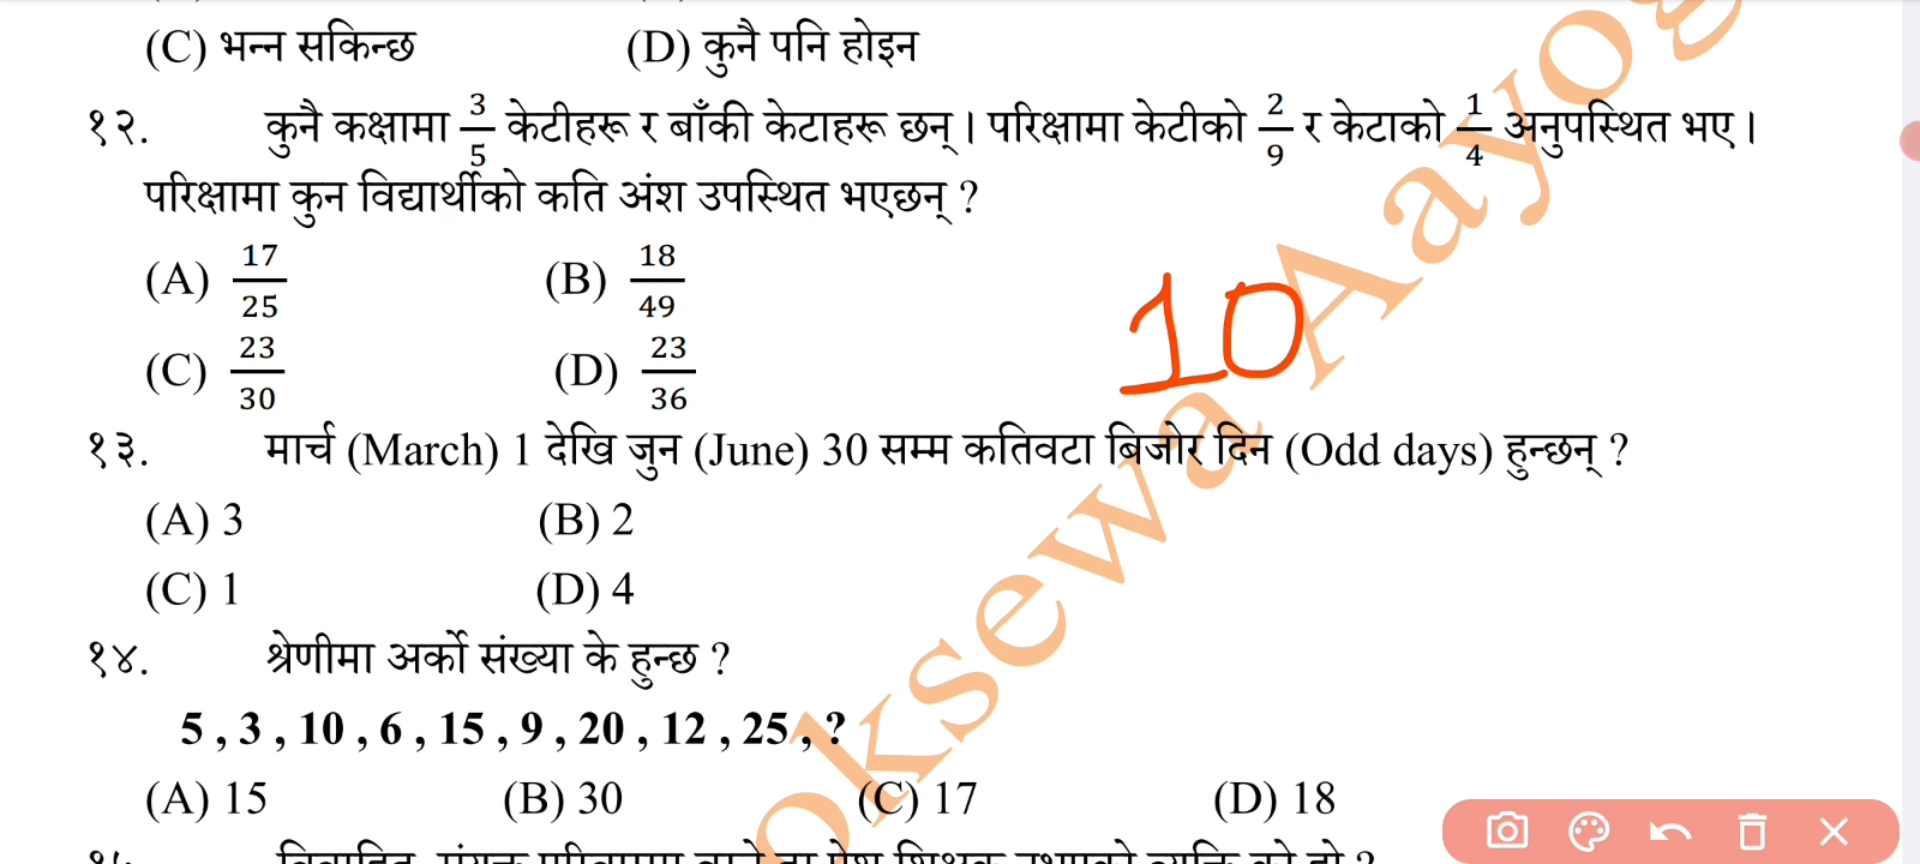 (C) भन्न सकिन्छ (D) कुनै पनि होइन
१२. कुनै कक्षामा 3/5 केटीहरू र बाँकी केटाहरू छन् । परिक्षामा केटीको 2/9 र केटाको 1/4 अनुपस्थित भए ।
परिक्षामा कुन विद्यार्थीको कति अंश उपस्थित भएछन् ?
(A) 17/25 (B) 18/49
(C) 23/30 (D) 23/36
10
१३. मार्च (March) 1 देखि जुन (June) 30 सम्म कतिवटा बिजोर दिन (Odd days) हुन्छन् ?
(A) 3 (B) 2
(C) 1 (D) 4
१४. श्रेणीमा अर्को संख्या के हुन्छ ?
5 , 3 , 10 , 6 , 15 , 9 , 20 , 12 , 25 , ?
(A) 15 (B) 30 (C) 17 (D) 18
oksewa Aayog